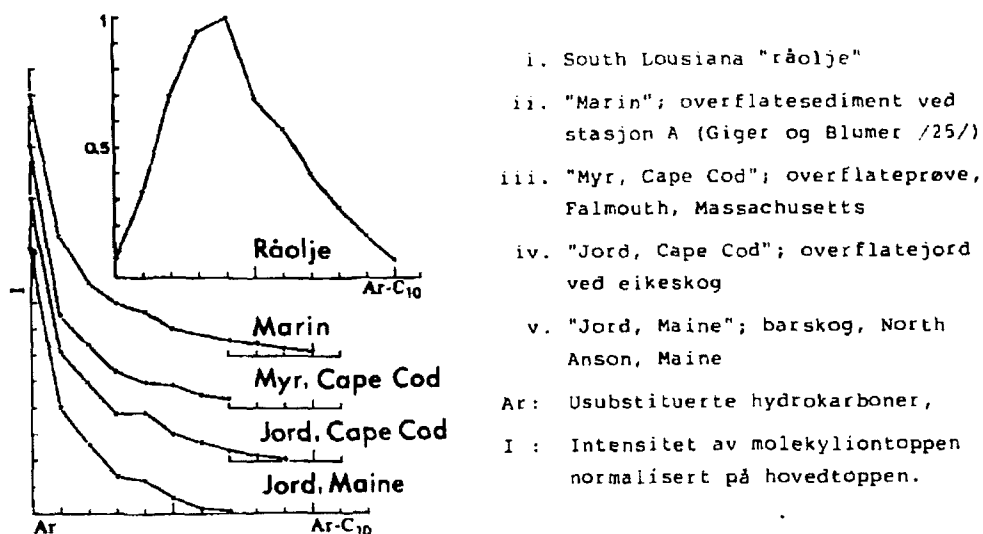 1
0.5
Råolje
Ar-C10
I
Marin
Myr, Cape Cod
Jord, Cape Cod
Jord, Maine
Ar
Ar-C10
i. South Lousiana "råolje"
ii. "Marin"; overflatesediment ved
stasjon A (Giger og Blumer /25/)
iii. "Myr, Cape Cod"; overflateprøve,
Falmouth, Massachusetts
iv. "Jord, Cape Cod"; overflatejord
ved eikeskog
v. "Jord, Maine"; barskog, North
Anson, Maine
Ar: Usubstituerte hydrokarboner,
I : Intensitet av molekyliontoppen
normalisert på hovedtoppen.